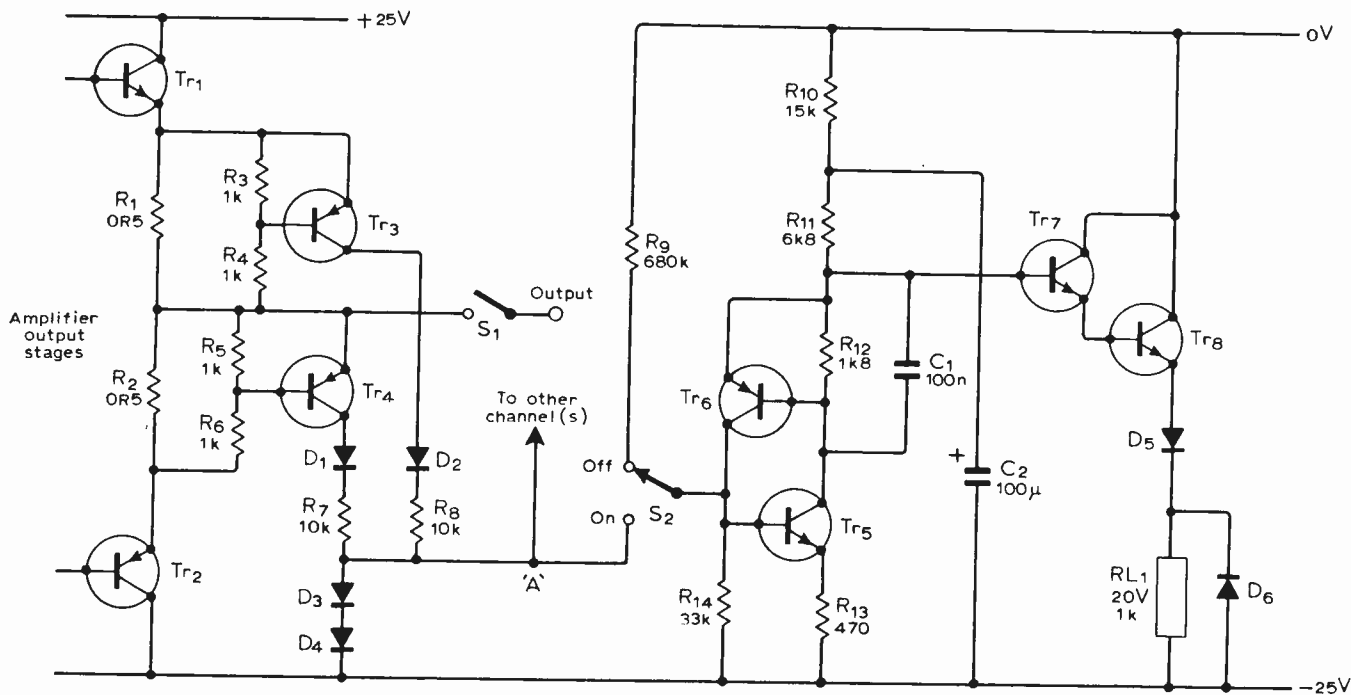 +25V
Tr1
R1
0R5
R3
1k
R4
1k
Tr3
Amplifier
output
stages
S1
Output
R2
0R5
R5
1k
R6
1k
Tr4
D1
D2
R7
10k
R8
10k
Tr2
D3
D4
To other
channel(s)
'A'
0V
R9
680k
R10
15k
R11
6k8
R12
1k8
C1
100n
Tr6
Off
On
S2
Tr5
R14
33k
R13
470
+
C2
100µ
Tr7
Tr8
D5
RL1
20V
1k
D6
-25V